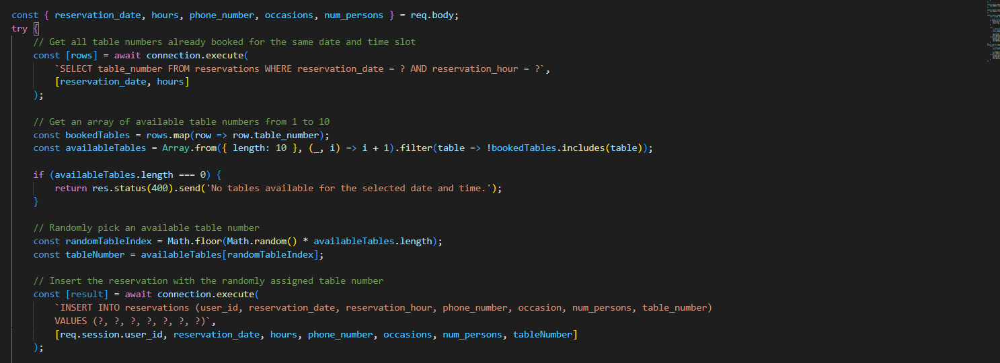 const { reservation_date, hours, phone_number, occasions, num_persons } = req.body;
try {
    // Get all table numbers already booked for the same date and time slot
    const [rows] = await connection.execute(
        `SELECT table_number FROM reservations WHERE reservation_date = ? AND reservation_hour = ?`,
        [reservation_date, hours]
    );

    // Get an array of available table numbers from 1 to 10
    const bookedTables = rows.map(row => row.table_number);
    const availableTables = Array.from({ length: 10 }, (_, i) => i + 1).filter(table => !bookedTables.includes(table));

    if (availableTables.length === 0) {
        return res.status(400).send('No tables available for the selected date and time.');
    }

    // Randomly pick an available table number
    const randomTableIndex = Math.floor(Math.random() * availableTables.length);
    const tableNumber = availableTables[randomTableIndex];

    // Insert the reservation with the randomly assigned table number
    const [result] = await connection.execute(
        `INSERT INTO reservations (user_id, reservation_date, reservation_hour, phone_number, occasion, num_persons, table_number)
        VALUES (?, ?, ?, ?, ?, ?, ?)`,
        [req.session.user_id, reservation_date, hours, phone_number, occasions, num_persons, tableNumber]
    );